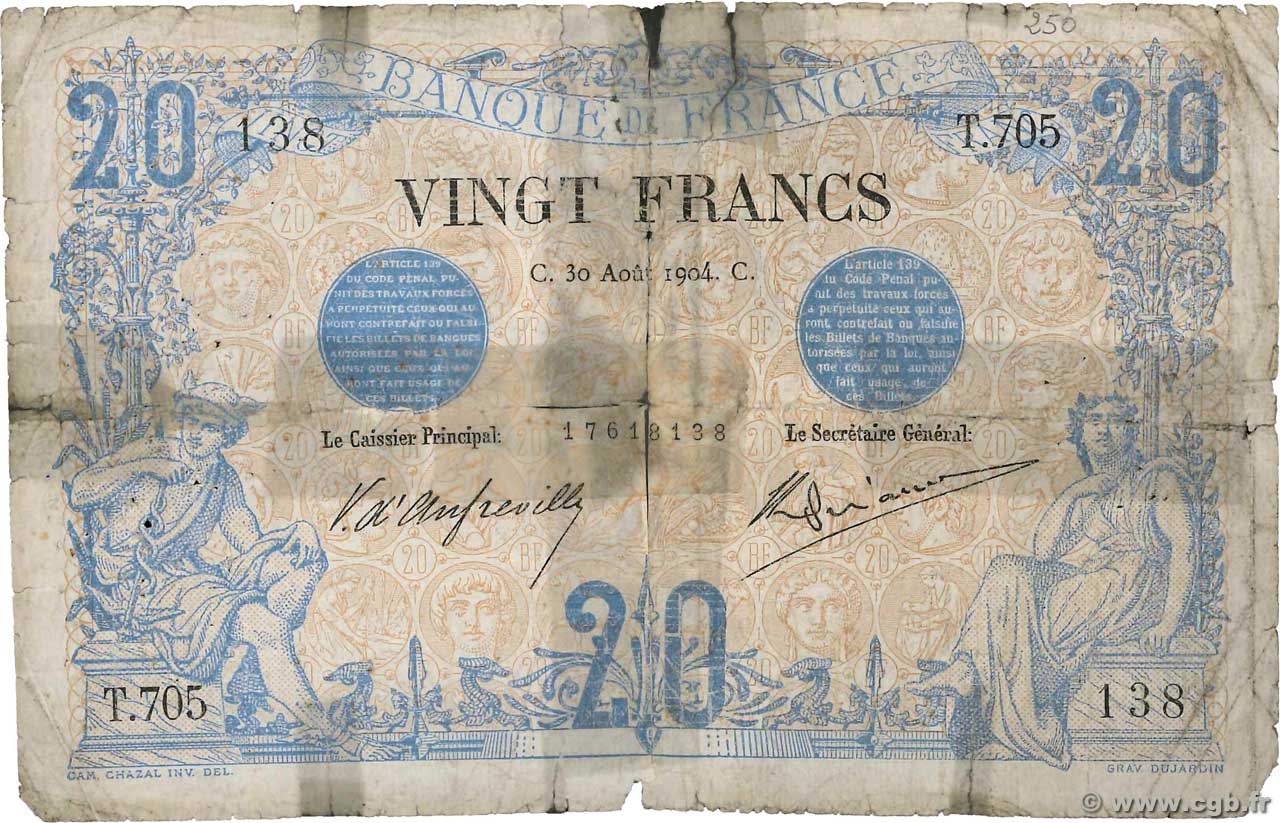 250
BANQUE DE FRANCE
20
20
138
T.705
VINGT FRANCS
C. 30 Août 1904. C.
L'ARTICLE 139
DU CODE PÉNAL PU-
NIT DES TRAVAUX FORCÉS
A PERPÉTUITÉ CEUX QUI AU-
RONT CONTREFAIT OU FALSI-
FIÉ LES BILLETS DE BANQUES
AUTORISÉES PAR LA LOI,
AINSI QUE CEUX QUI AU-
RONT FAIT USAGE DE
CES BILLETS.
L'article 139
du Code Pénal pu-
nit des travaux forcés
à perpétuité ceux qui au-
ront contrefait ou falsifié
les Billets de Banques au-
torisées par la loi, ainsi
que ceux qui auront
fait usage de
ces Billets.
Le Caissier Principal:
17618138
Le Secrétaire Général:
V. d'Anfreville
20
T.705
138
CAM. CHAZAL INV. DEL.
GRAV. DUJARDIN
© www.cgb.fr